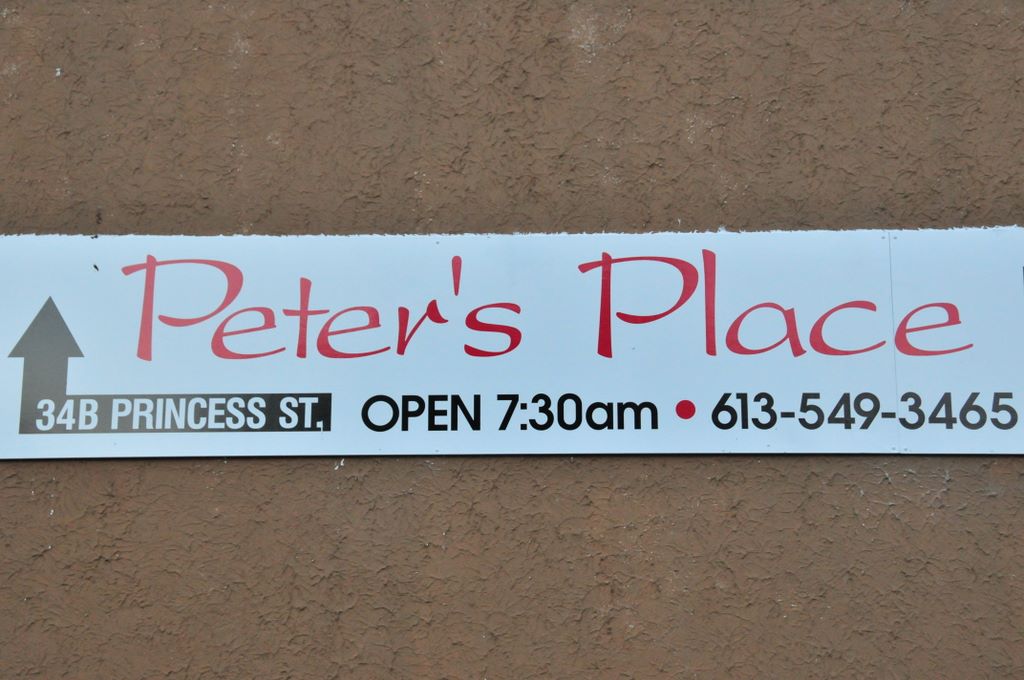 Peter's Place
34B PRINCESS ST. OPEN 7:30am • 613-549-3465